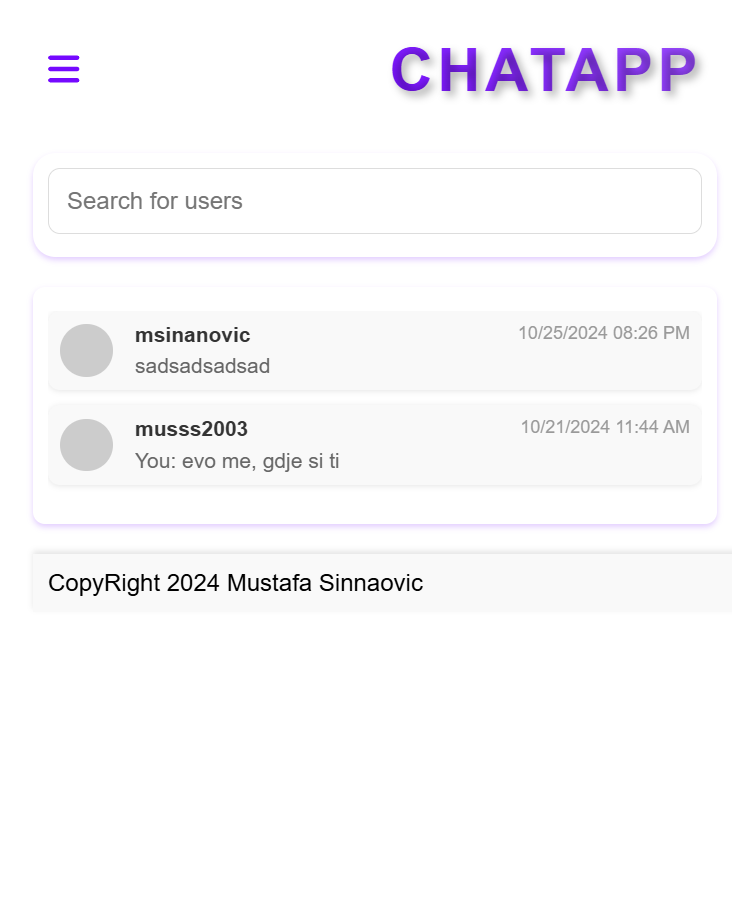 CHATAPP
Search for users
msinanovic
10/25/2024 08:26 PM
sadsadsadsad
musss2003
10/21/2024 11:44 AM
You: evo me, gdje si ti
CopyRight 2024 Mustafa Sinnaovic